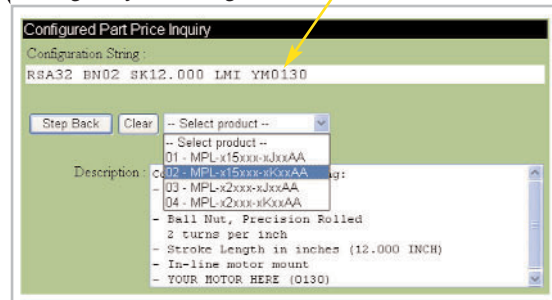 Configured Part Price Inquiry
Configuration String :
RSA32 BN02 SK12.000 LMI YM0130
Step Back Clear -- Select product --
-- Select product --
01 - MPL-x15xxx-xJxxAA
02 - MPL-x15xxx-xKxxAA
03 - MPL-x2xxx-xJxxAA
04 - MPL-x2xxx-xKxxAA
Description :
- Ball Nut, Precision Rolled
2 turns per inch
- Stroke Length in inches (12.000 INCH)
- In-line motor mount
- YOUR MOTOR HERE (0130)